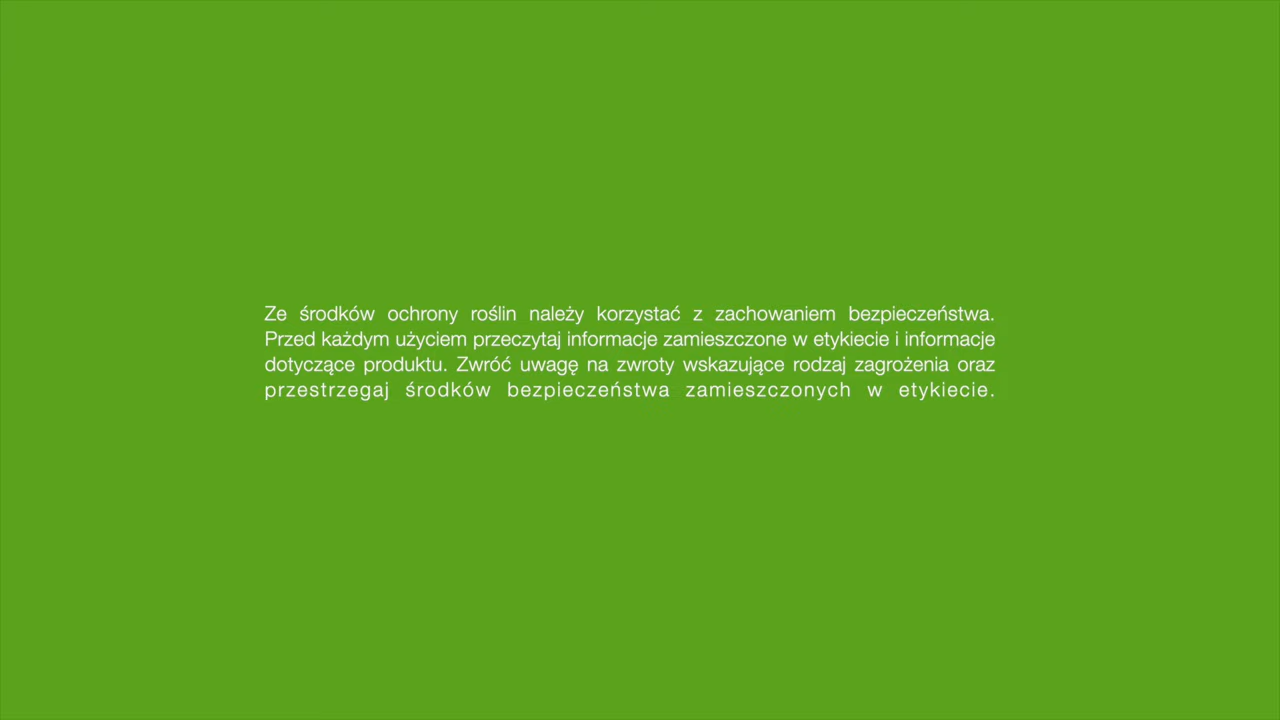 Ze środków ochrony roślin należy korzystać z zachowaniem bezpieczeństwa.
Przed każdym użyciem przeczytaj informacje zamieszczone w etykiecie i informacje
dotyczące produktu. Zwróć uwagę na zwroty wskazujące rodzaj zagrożenia oraz
przestrzegaj środków bezpieczeństwa zamieszczonych w etykiecie.